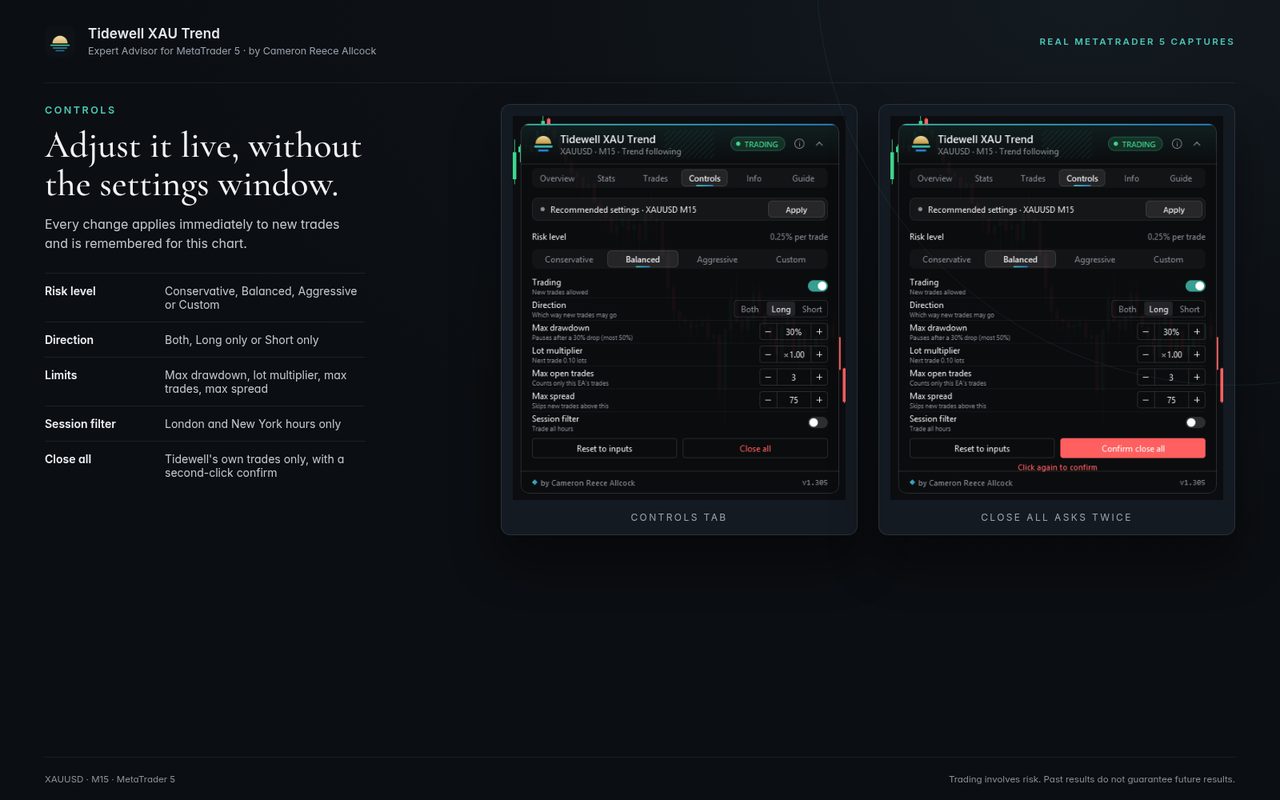 Tidewell XAU Trend
Expert Advisor for MetaTrader 5 · by Cameron Reece Allcock
REAL METATRADER 5 CAPTURES
CONTROLS
Adjust it live, without
the settings window.
Every change applies immediately to new trades
and is remembered for this chart.
Risk level
Conservative, Balanced, Aggressive
or Custom
Direction
Both, Long only or Short only
Limits
Max drawdown, lot multiplier, max
trades, max spread
Session filter
London and New York hours only
Close all
Tidewell's own trades only, with a
second-click confirm
Tidewell XAU Trend
XAUUSD · M15 · Trend following
TRADING
Overview Stats Trades Controls Info Guide
Recommended settings · XAUUSD M15 Apply
Risk level 0.25% per trade
Conservative Balanced Aggressive Custom
Trading
New trades allowed
Direction
Which way new trades may go
Both Long Short
Max drawdown
Pauses after a 30% drop (most 50%)
− 30% +
Lot multiplier
Next trade 0.10 lots
− ×1.00 +
Max open trades
Counts only this EA's trades
− 3 +
Max spread
Skips new trades above this
− 75 +
Session filter
Trade all hours
Reset to inputs Close all
by Cameron Reece Allcock v1.305
CONTROLS TAB
Tidewell XAU Trend
XAUUSD · M15 · Trend following
TRADING
Overview Stats Trades Controls Info Guide
Recommended settings · XAUUSD M15 Apply
Risk level 0.25% per trade
Conservative Balanced Aggressive Custom
Trading
New trades allowed
Direction
Which way new trades may go
Both Long Short
Max drawdown
Pauses after a 30% drop (most 50%)
− 30% +
Lot multiplier
Next trade 0.10 lots
− ×1.00 +
Max open trades
Counts only this EA's trades
− 3 +
Max spread
Skips new trades above this
− 75 +
Session filter
Trade all hours
Reset to inputs Confirm close all
Click again to confirm
by Cameron Reece Allcock v1.305
CLOSE ALL ASKS TWICE
XAUUSD · M15 · MetaTrader 5
Trading involves risk. Past results do not guarantee future results.